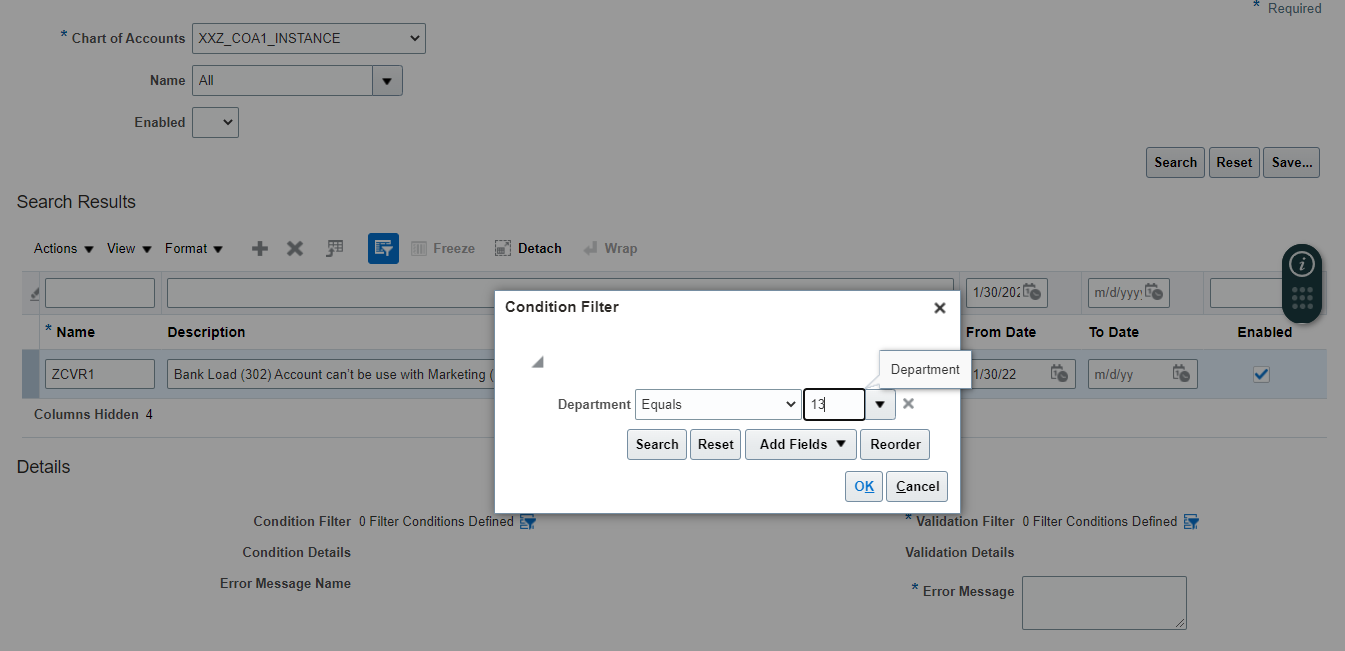 * Required
* Chart of Accounts XXZ_COA1_INSTANCE
Name All
Enabled
Search Reset Save...
Search Results
Actions View Format Freeze Detach Wrap
1/30/202 m/d/yyyy
* Name Description From Date To Date Enabled
ZCVR1 Bank Load (302) Account can't be use with Marketing ( 1/30/22 m/d/yy
Columns Hidden 4
Condition Filter
Department
Department Equals 13
Search Reset Add Fields Reorder
OK Cancel
Details
Condition Filter 0 Filter Conditions Defined
Condition Details
Error Message Name
* Validation Filter 0 Filter Conditions Defined
Validation Details
* Error Message